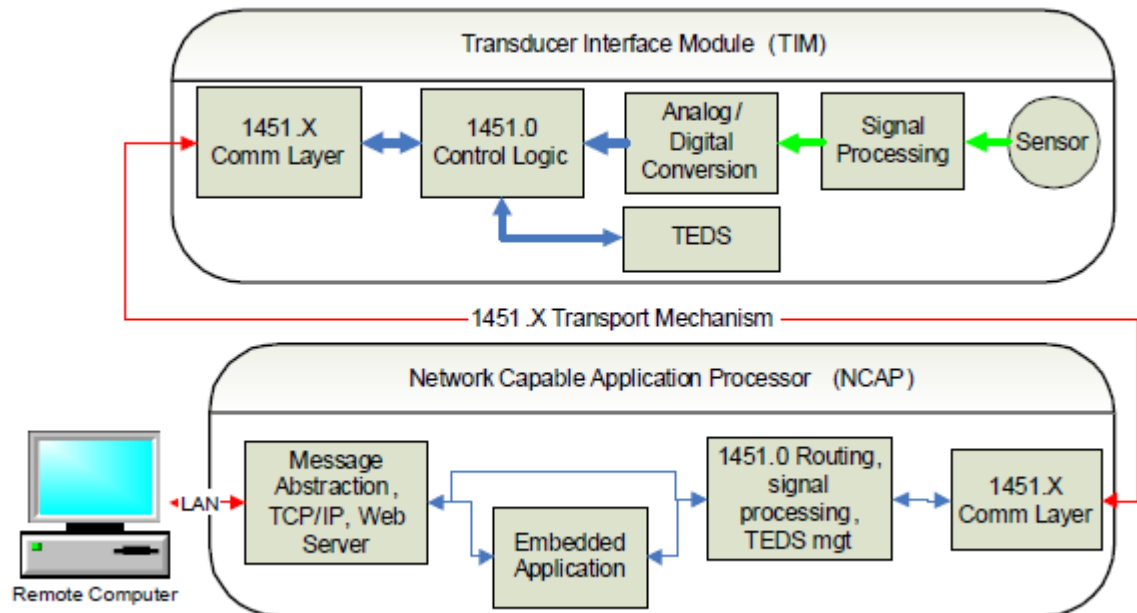 Transducer Interface Module (TIM)
1451.X
Comm Layer
1451.0
Control Logic
Analog/
Digital
Conversion
Signal
Processing
Sensor
TEDS
1451.X Transport Mechanism
Network Capable Application Processor (NCAP)
LAN
Message
Abstraction,
TCP/IP, Web
Server
Embedded
Application
1451.0 Routing,
signal
processing,
TEDS mgt
1451.X
Comm Layer
Remote Computer